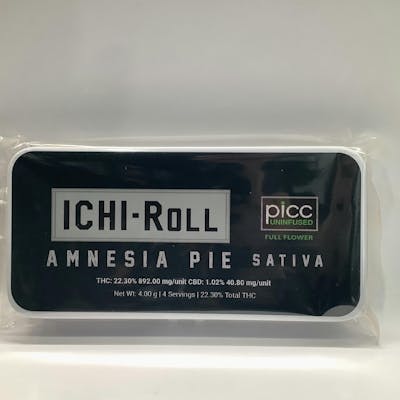 ICHI-ROLL
picc
UNINFUSED
FULL FLOWER
AMNESIA PIE SATIVA
THC: 22.30% 892.00 mg/unit CBD: 1.02% 40.80 mg/unit
Net Wt: 4.00 g | 4 Servings | 22.30% Total THC